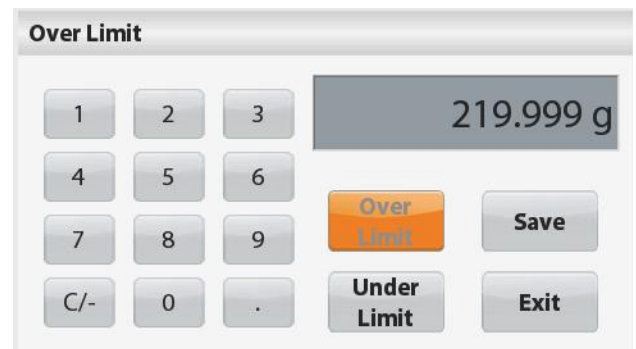 Over Limit
219.999 g
1 2 3
4 5 6
7 8 9
C/- 0 .
Over
Limit
Save
Under
Limit
Exit